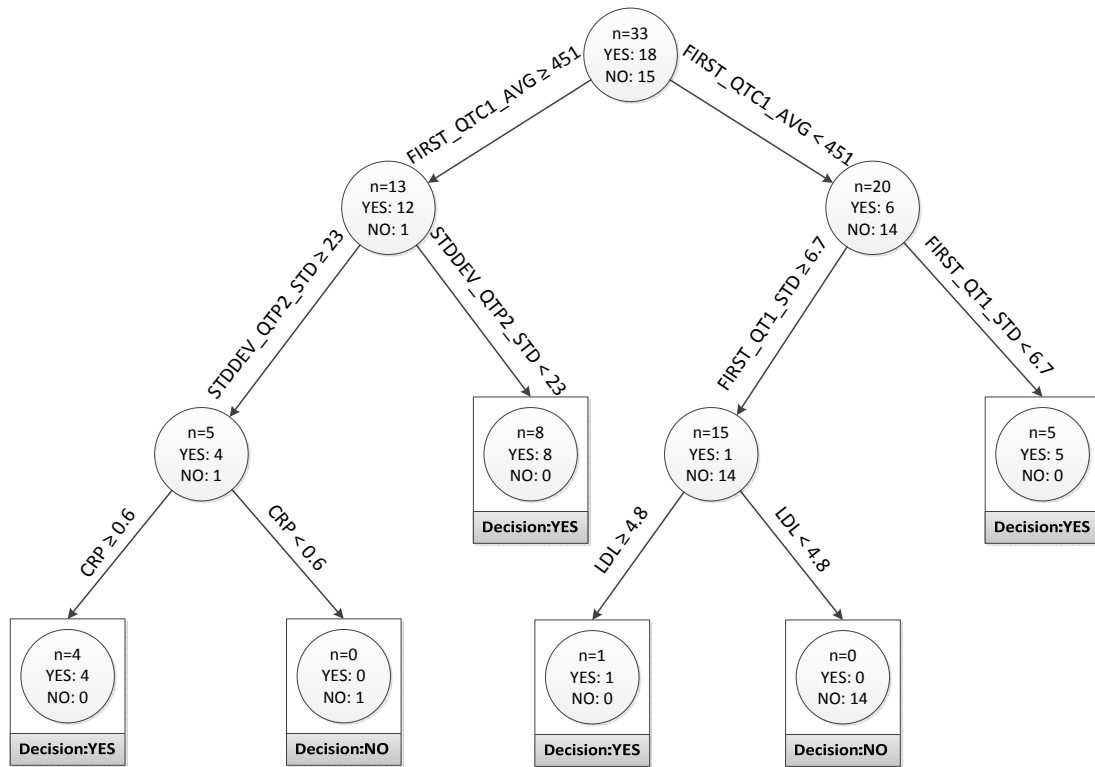 n=33
YES: 18
NO: 15
FIRST_QTC1_AVG ≥ 451
FIRST_QTC1_AVG < 451
n=13
YES: 12
NO: 1
n=20
YES: 6
NO: 14
STDDEV_QTP2_STD ≥ 23
STDDEV_QTP2_STD < 23
FIRST_QT1_STD ≥ 6.7
FIRST_QT1_STD < 6.7
n=5
YES: 4
NO: 1
n=8
YES: 8
NO: 0
Decision:YES
n=15
YES: 1
NO: 14
n=5
YES: 5
NO: 0
Decision:YES
CRP ≥ 0.6
CRP < 0.6
LDL ≥ 4.8
LDL < 4.8
n=4
YES: 4
NO: 0
Decision:YES
n=0
YES: 0
NO: 1
Decision:NO
n=1
YES: 1
NO: 0
Decision:YES
n=0
YES: 0
NO: 14
Decision:NO